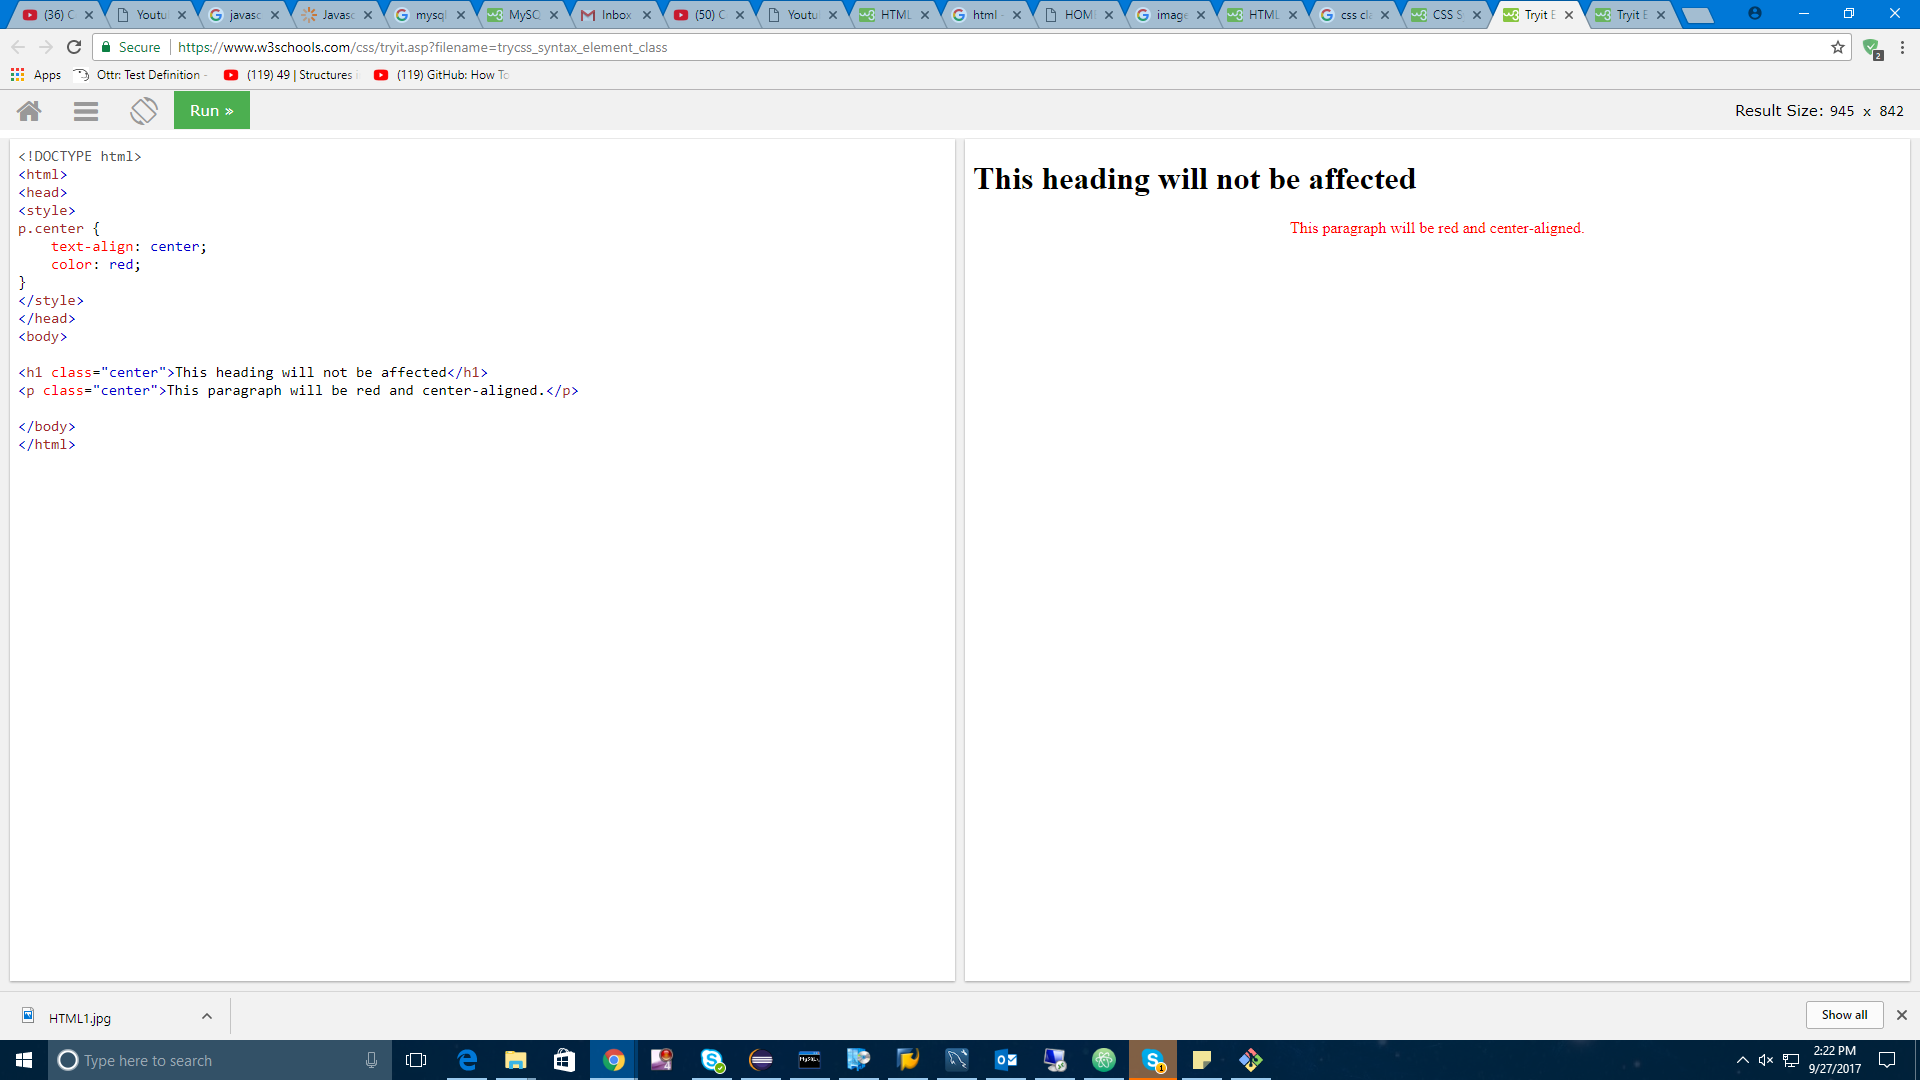 (36) C
Youtu
javasc
Javasc
mysql
MySQ
Inbox
(50) C
Youtu
HTML
html -
HOM
image
HTML
css cla
CSS S
Tryit E
Tryit E
Secure
https://www.w3schools.com/css/tryit.asp?filename=trycss_syntax_element_class
2
Apps
Ottr: Test Definition -
(119) 49 | Structures
(119) GitHub: How To
Run »
Result Size: 945 x 842
<!DOCTYPE html>
<html>
<head>
<style>
p.center {
    text-align: center;
    color: red;
}
</style>
</head>
<body>
<h1 class="center">This heading will not be affected</h1>
<p class="center">This paragraph will be red and center-aligned.</p>
</body>
</html>
This heading will not be affected
This paragraph will be red and center-aligned.
HTML1.jpg
Show all
Type here to search
2:22 PM
9/27/2017